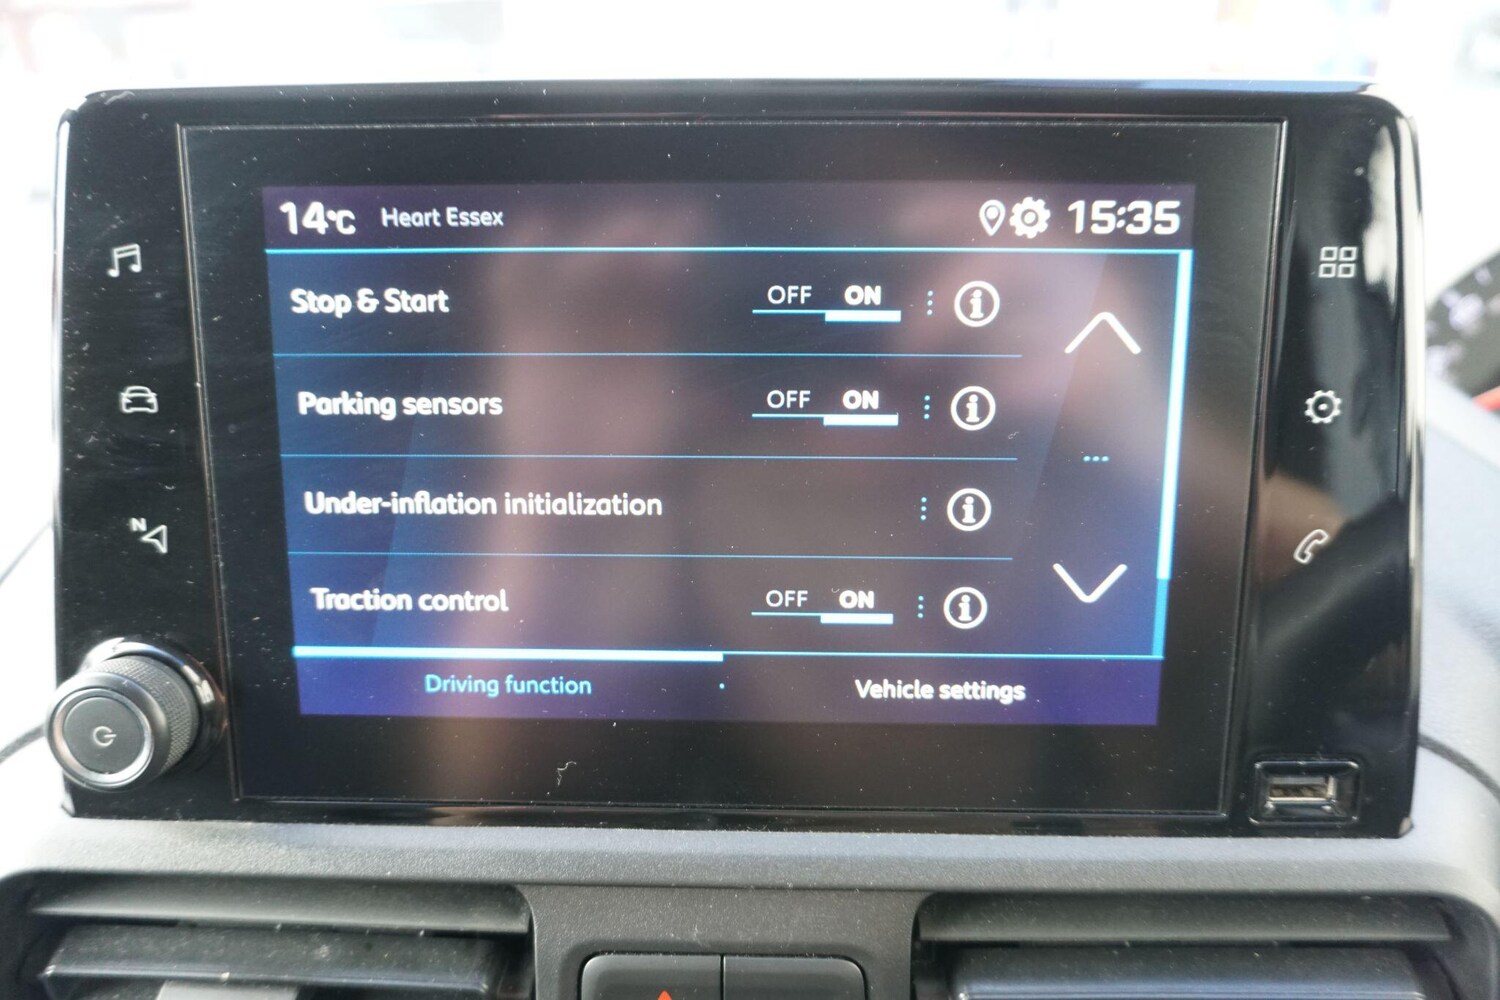 14°C Heart Essex 15:35
Stop & Start OFF ON
Parking sensors OFF ON
Under-inflation initialization
Traction control OFF ON
Driving function Vehicle settings
N